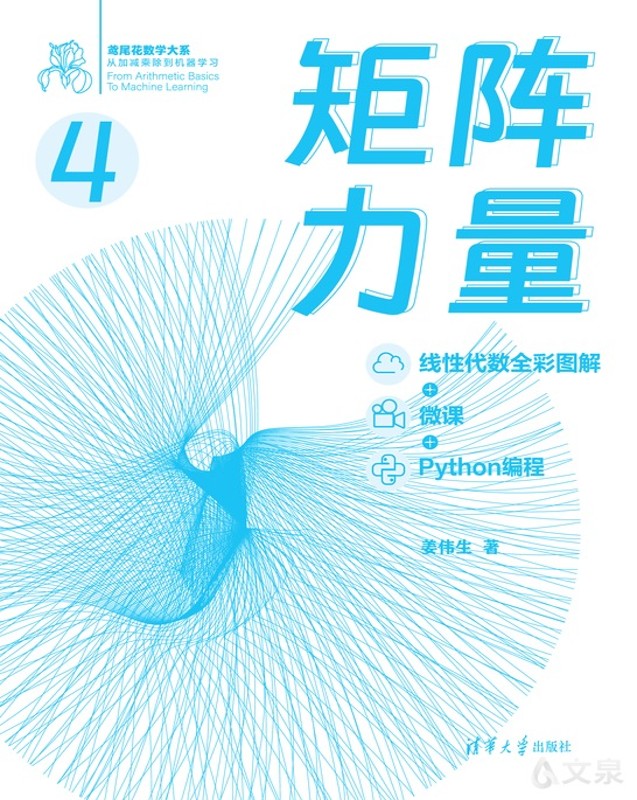 鸢尾花数学大系
从加减乘除到机器学习
From Arithmetic Basics
To Machine Learning
4
矩阵
力量
线性代数全彩图解
+
微课
+
Python编程
姜伟生 著
清华大学出版社
文泉